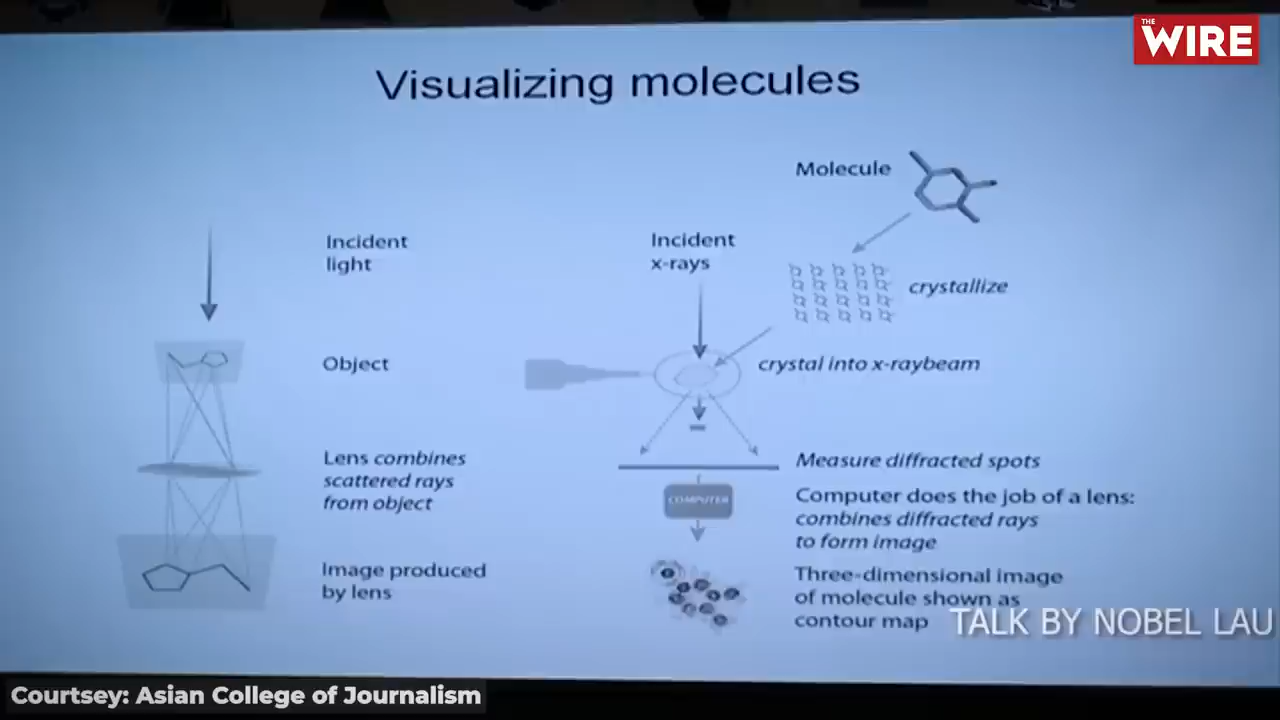 THE
WIRE
Visualizing molecules
Incident
light
Object
Lens combines
scattered rays
from object
Image produced
by lens
Molecule
Incident
x-rays
crystallize
crystal into x-raybeam
Measure diffracted spots
COMPUTER
Computer does the job of a lens:
combines diffracted rays
to form image
Three-dimensional image
of molecule shown as
contour map
TALK BY NOBEL LAU
Courtsey: Asian College of Journalism